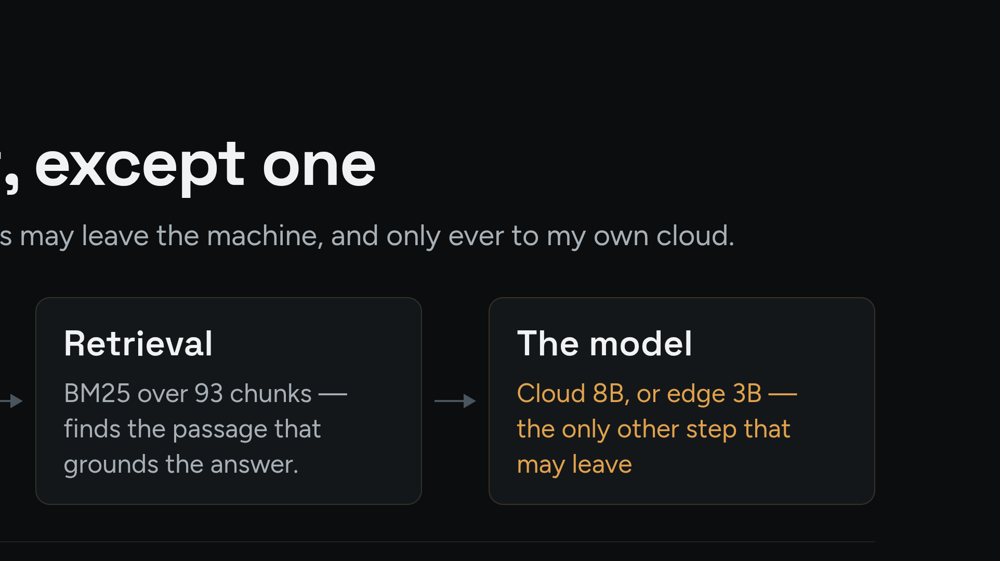 , except one
s may leave the machine, and only ever to my own cloud.
Retrieval
BM25 over 93 chunks —
finds the passage that
grounds the answer.
The model
Cloud 8B, or edge 3B —
the only other step that
may leave